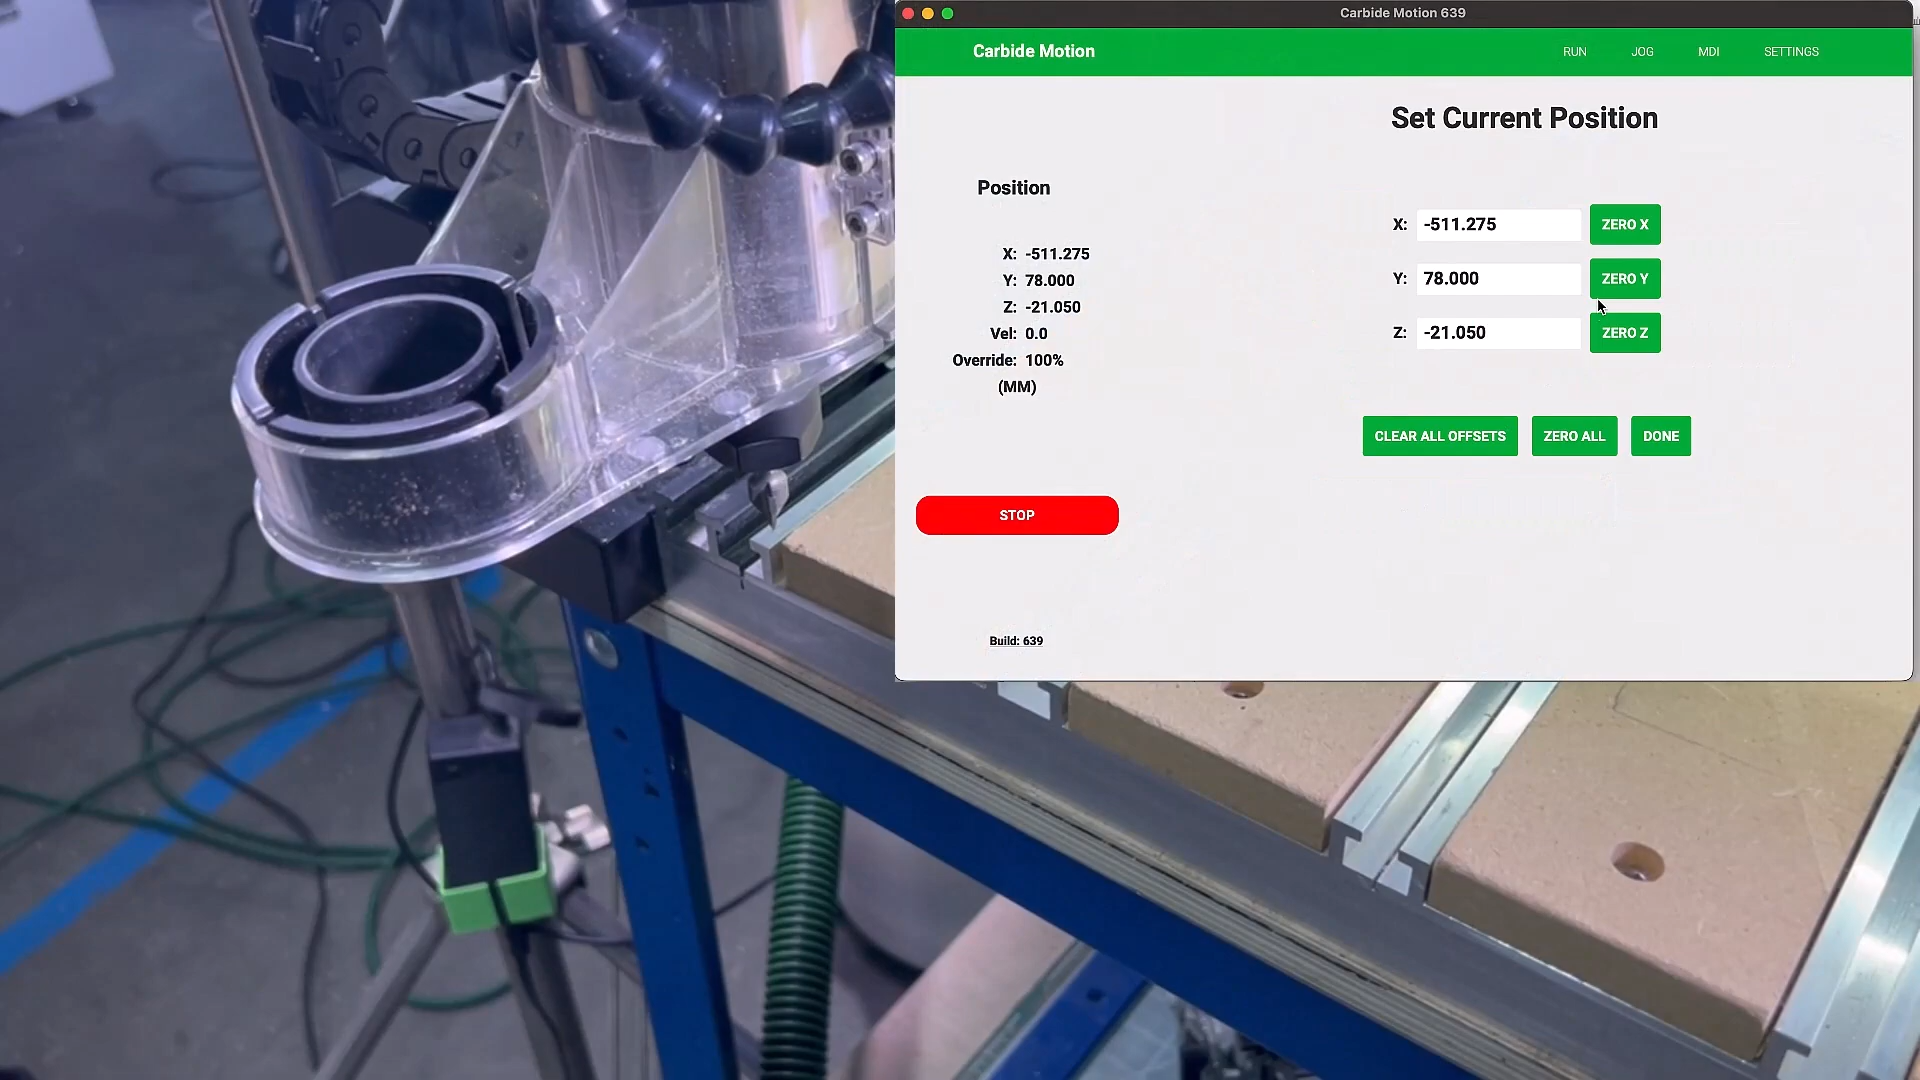 Carbide Motion 639
Carbide Motion
RUN
JOG
MDI
SETTINGS
Set Current Position
Position
X: -511.275
Y: 78.000
Z: -21.050
Vel: 0.0
Override: 100%
(MM)
X: -511.275 ZERO X
Y: 78.000 ZERO Y
Z: -21.050 ZERO Z
CLEAR ALL OFFSETS
ZERO ALL
DONE
STOP
Build: 639